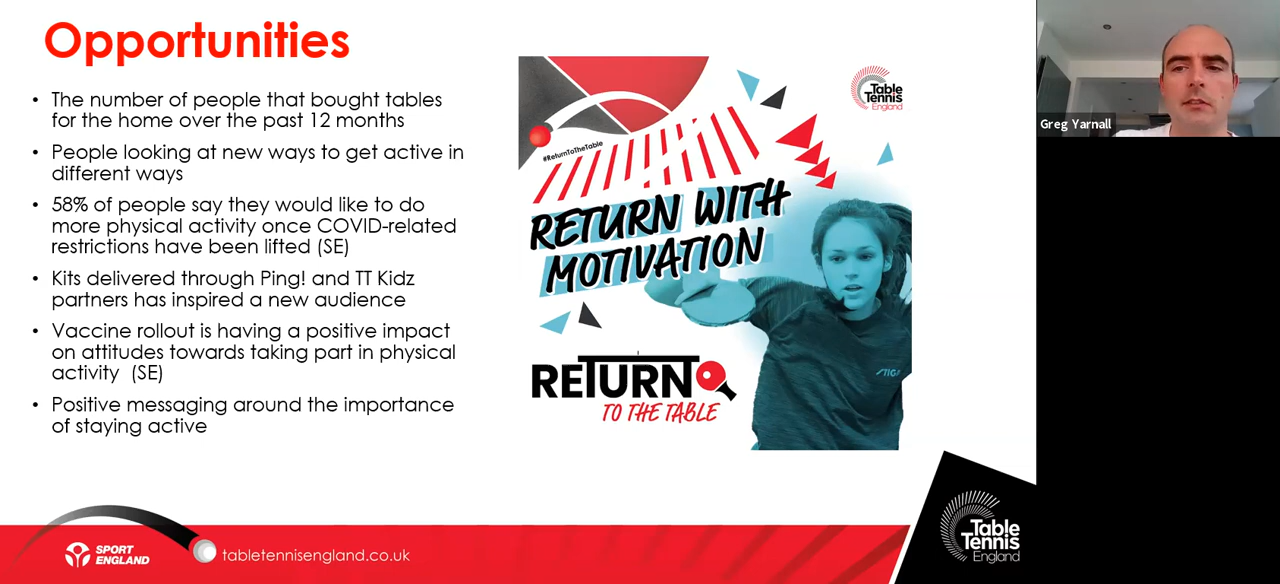 Opportunities
• The number of people that bought tables
for the home over the past 12 months
• People looking at new ways to get active in
different ways
• 58% of people say they would like to do
more physical activity once COVID-related
restrictions have been lifted (SE)
• Kits delivered through Ping! and TT Kidz
partners has inspired a new audience
• Vaccine rollout is having a positive impact
on attitudes towards taking part in physical
activity (SE)
• Positive messaging around the importance
of staying active
Table
Tennis
England
#ReturnToTheTable
RETURN WITH
MOTIVATION
STIGA
RETURN
TO THE TABLE
SPORT
ENGLAND
tabletennisengland.co.uk
Table
Tennis
England
Greg Yarnall